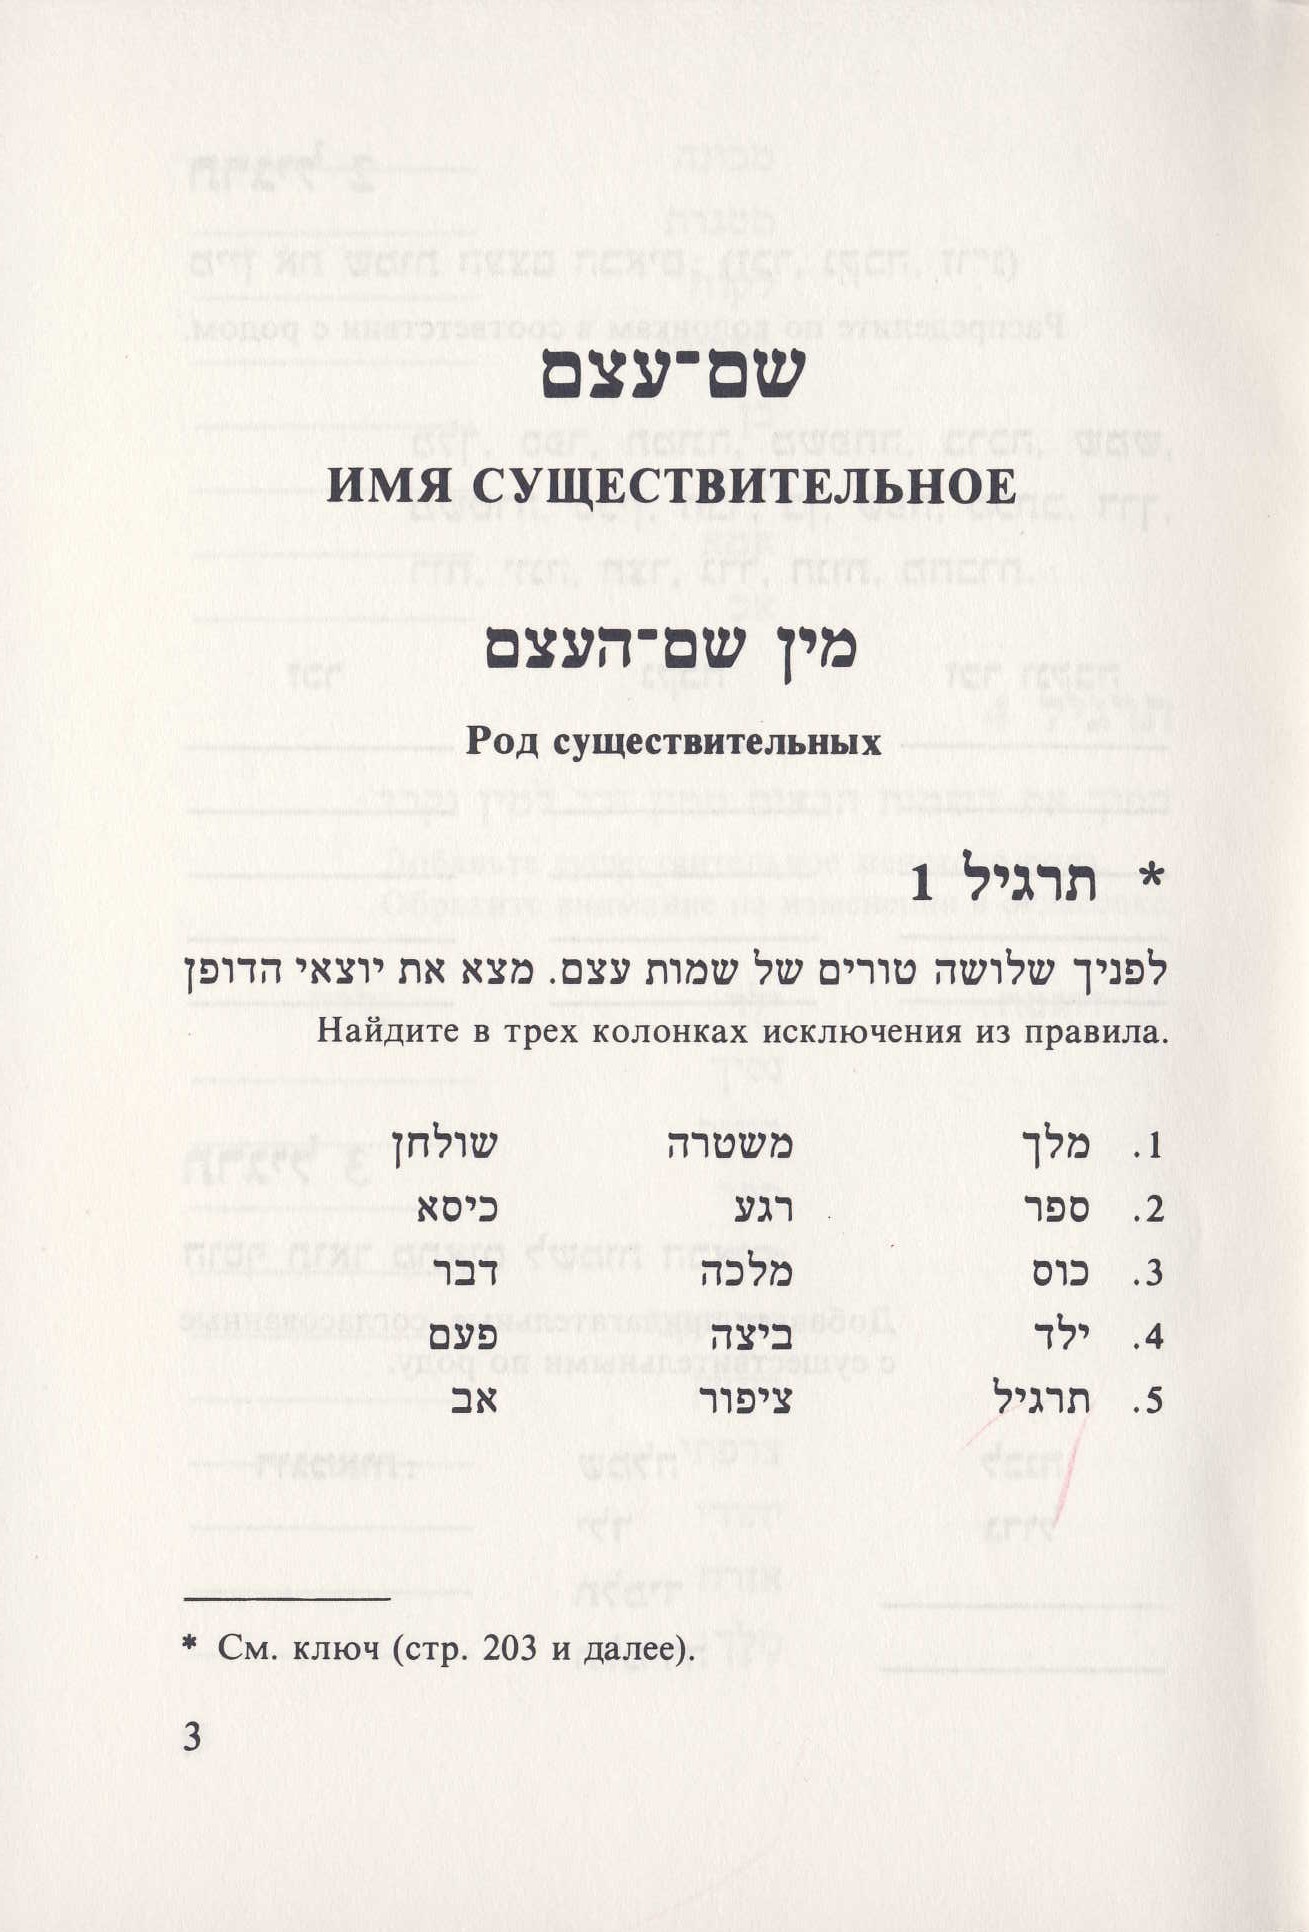 שם־עצם
ИМЯ СУЩЕСТВИТЕЛЬНОЕ
מין שם־העצם
Род существительных
* תרגיל 1
לפניך שלושה טורים של שמות עצם. מצא את יוצאי הדופן
Найдите в трех колонках исключения из правила.
1. מלך משטרה שולחן
2. ספר רגע כיסא
3. כוס מלכה דבר
4. ילד ביצה פעם
5. תרגיל ציפור אב
* См. ключ (стр. 203 и далее).
3